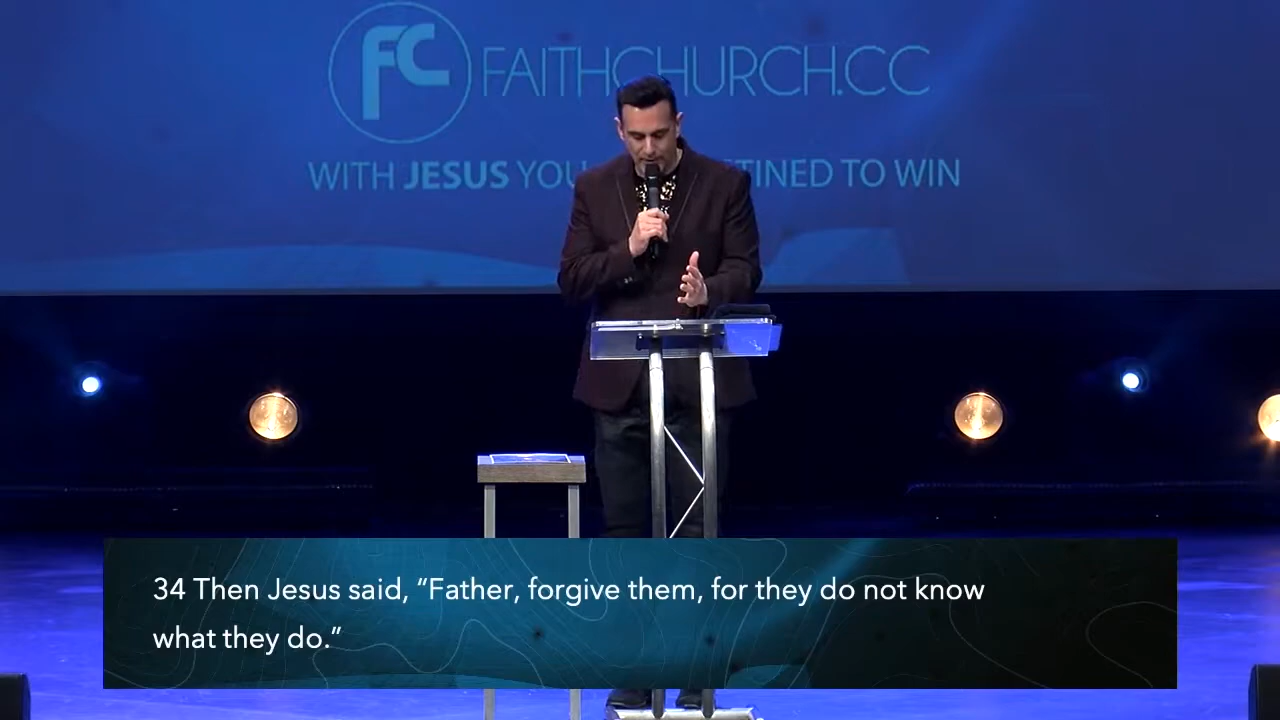 FC FAITHCHURCH.CC
WITH JESUS YOU TINED TO WIN
34 Then Jesus said, “Father, forgive them, for they do not know
what they do.”